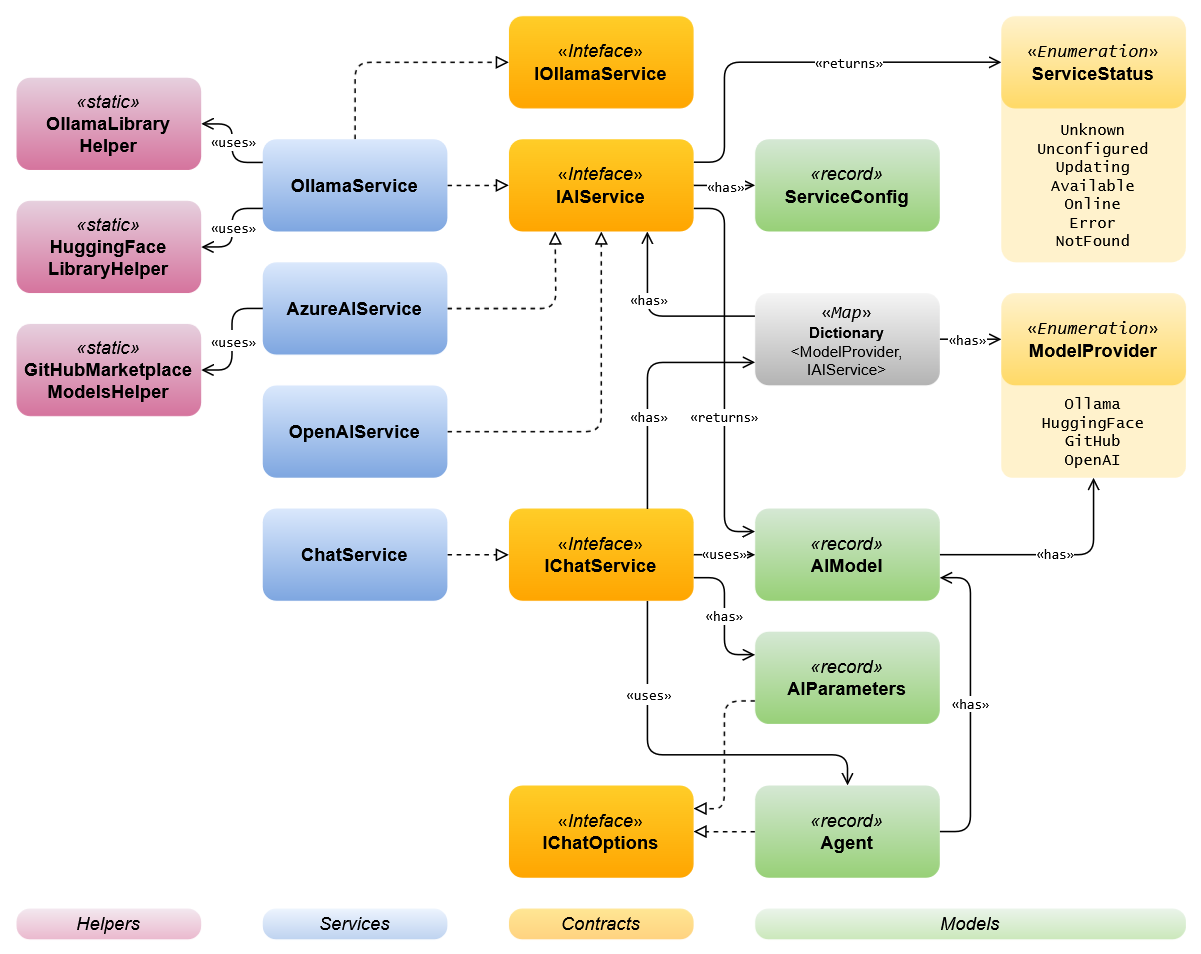 «Inteface»
IOllamaService
«returns»
«Enumeration»
ServiceStatus
Unknown
Unconfigured
Updating
Available
Online
Error
NotFound
«static»
OllamaLibrary
Helper
«uses»
OllamaService
«Inteface»
IAIService
«has»
«record»
ServiceConfig
«static»
HuggingFace
LibraryHelper
«uses»
AzureAIService
«has»
«Map»
Dictionary
<ModelProvider,
IAIService>
«has»
«Enumeration»
ModelProvider
Ollama
HuggingFace
GitHub
OpenAI
«static»
GitHubMarketplace
ModelsHelper
«uses»
OpenAIService
«has»
«returns»
ChatService
«Inteface»
IChatService
«uses»
«record»
AIModel
«has»
«has»
«record»
AIParameters
«uses»
«has»
«Inteface»
IChatOptions
«record»
Agent
Helpers
Services
Contracts
Models